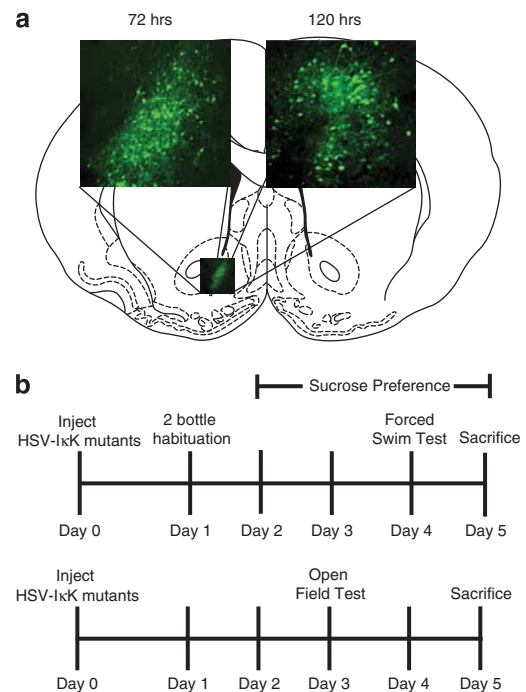 a
72 hrs 120 hrs
b
Sucrose Preference
Inject
HSV-IκK mutants
2 bottle
habituation
Forced
Swim Test
Sacrifice
Day 0 Day 1 Day 2 Day 3 Day 4 Day 5
Inject
HSV-IκK mutants
Open
Field Test
Sacrifice
Day 0 Day 1 Day 2 Day 3 Day 4 Day 5